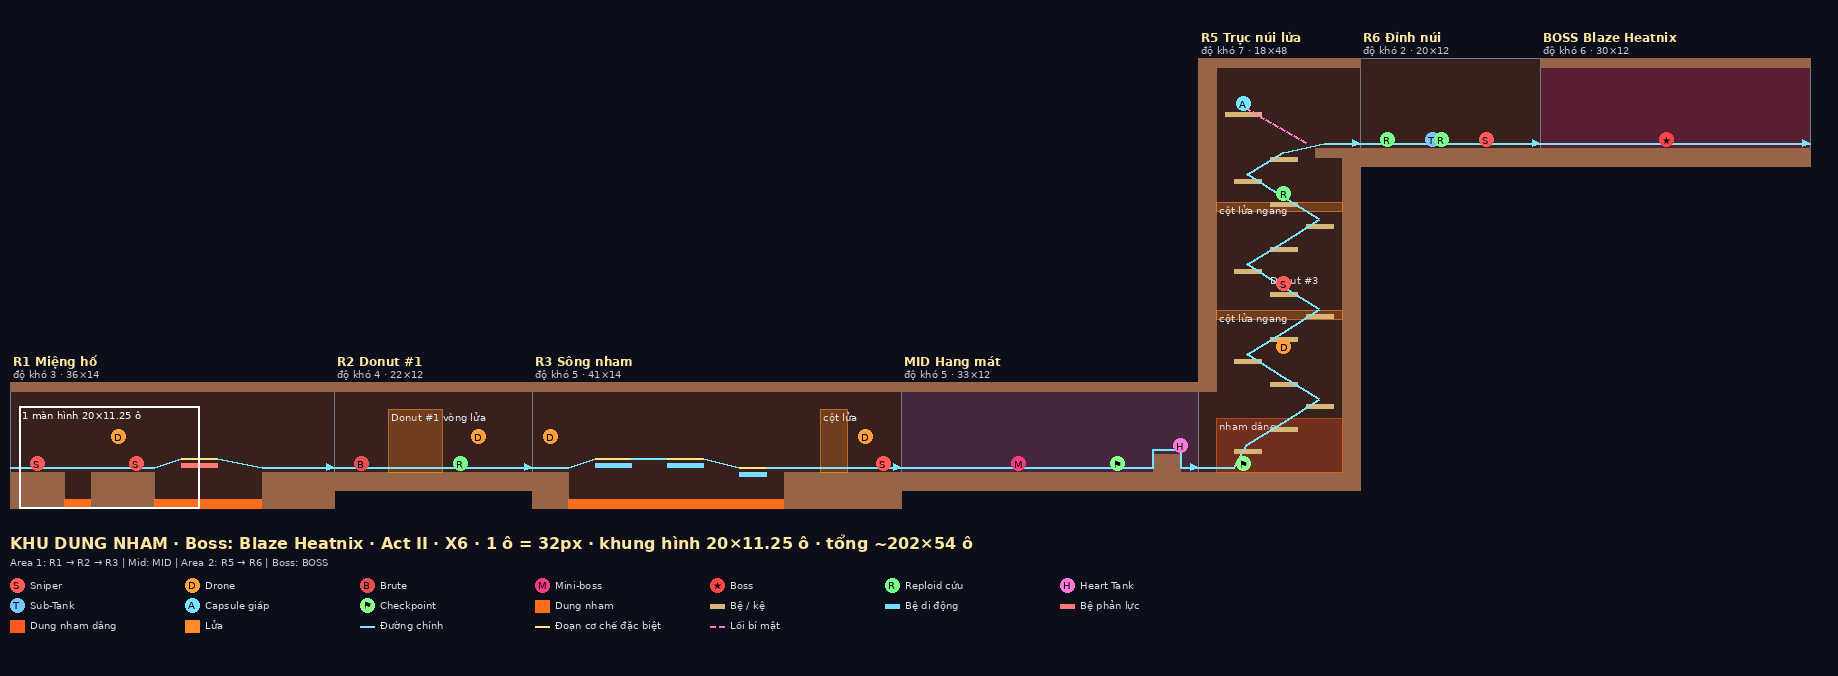 R5 Trục núi lửa
độ khó 7 · 18×48
R6 Đỉnh núi
độ khó 2 · 20×12
BOSS Blaze Heatnix
độ khó 6 · 30×12
A
R
T
R
S
★
R
cột lửa ngang
Donut #3
S
cột lửa ngang
D
R1 Miệng hố
độ khó 3 · 36×14
R2 Donut #1
độ khó 4 · 22×12
R3 Sông nham
độ khó 5 · 41×14
MID Hang mát
độ khó 5 · 33×12
1 màn hình 20×11.25 ô
Donut #1 vòng lửa
cột lửa
nham dâng
D
D
D
D
H
S
S
B
R
S
M
KHU DUNG NHAM · Boss: Blaze Heatnix · Act II · X6 · 1 ô = 32px · khung hình 20×11.25 ô · tổng ~202×54 ô
Area 1: R1 → R2 → R3 | Mid: MID | Area 2: R5 → R6 | Boss: BOSS
S Sniper
D Drone
B Brute
M Mini-boss
★ Boss
R Reploid cứu
H Heart Tank
T Sub-Tank
A Capsule giáp
Checkpoint
Dung nham
Bệ / kệ
Bệ di động
Bệ phản lực
Dung nham dâng
Lửa
Đường chính
Đoạn cơ chế đặc biệt
Lối bí mật